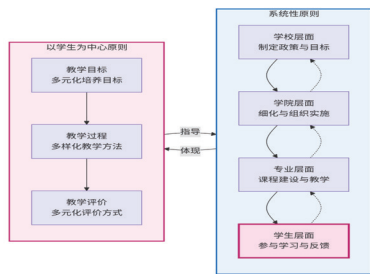 以学生为中心原则
教学目标
多元化培养目标
教学过程
多样化教学方法
教学评价
多元化评价方式
指导
体现
系统性原则
学校层面
制定政策与目标
学院层面
细化与组织实施
专业层面
课程建设与教学
学生层面
参与学习与反馈